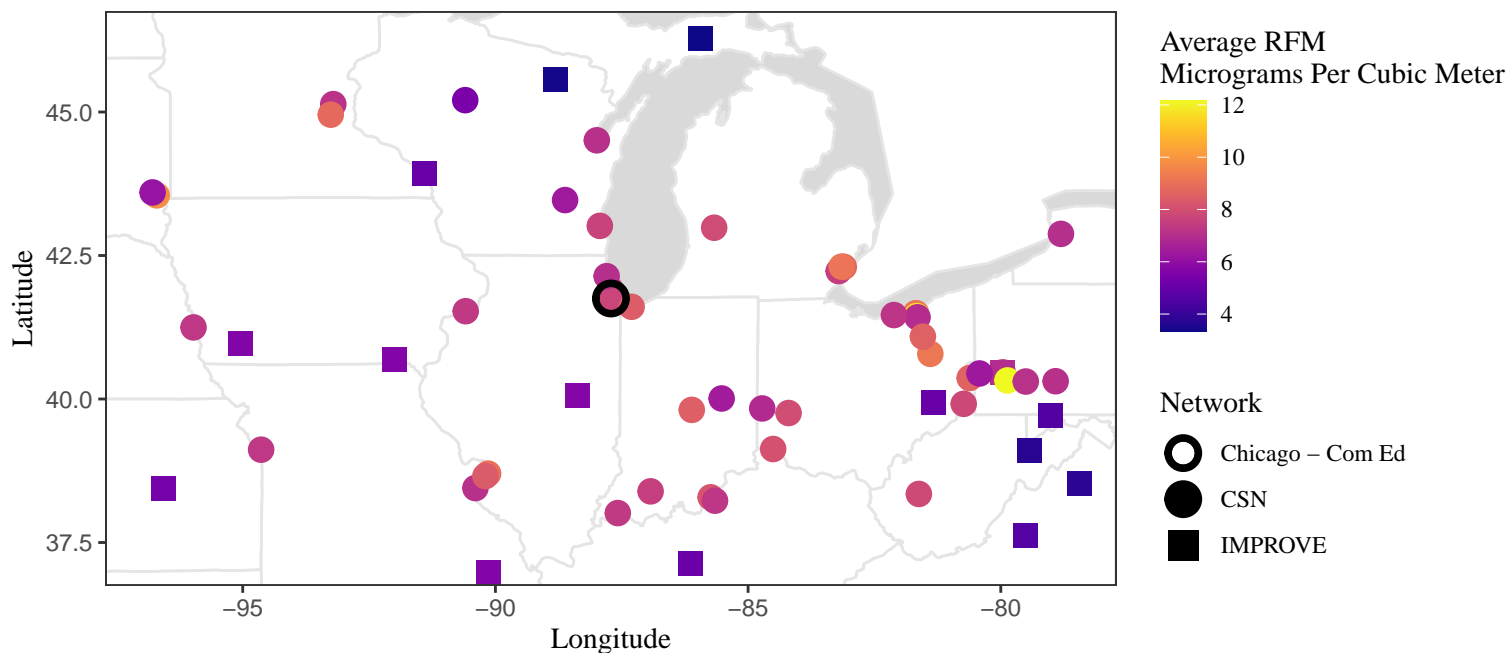 Average RFM
Micrograms Per Cubic Meter
12
10
8
6
4
Network
Chicago – Com Ed
CSN
IMPROVE
Latitude
45.0
42.5
40.0
37.5
−95
−90
−85
−80
Longitude